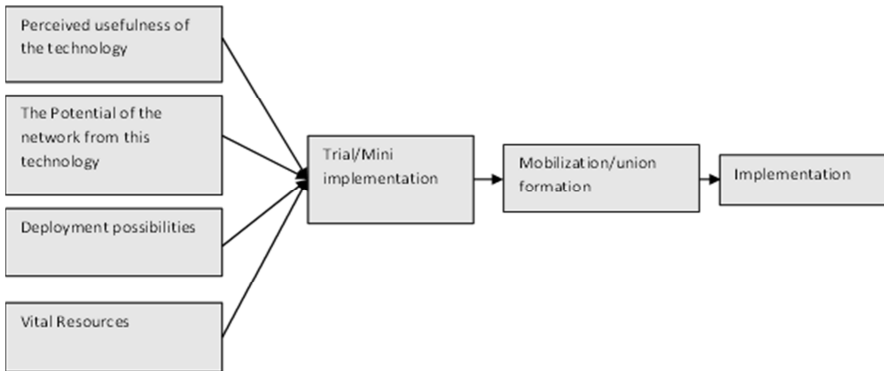 Perceived usefulness of
the technology
The Potential of the
network from this
technology
Deployment possibilities
Vital Resources
Trial/Mini
implementation
Mobilization/union
formation
Implementation